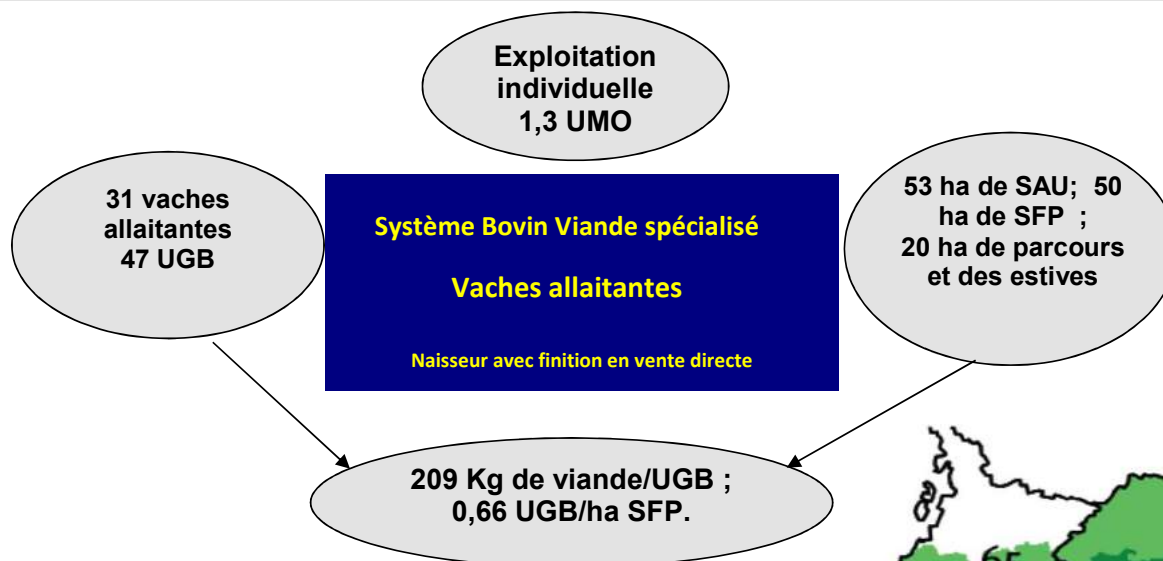 Exploitation
individuelle
1,3 UMO
31 vaches
allaitantes
47 UGB
Système Bovin Viande spécialisé
Vaches allaitantes
Naisseur avec finition en vente directe
53 ha de SAU; 50
ha de SFP ;
20 ha de parcours
et des estives
209 Kg de viande/UGB ;
0,66 UGB/ha SFP.